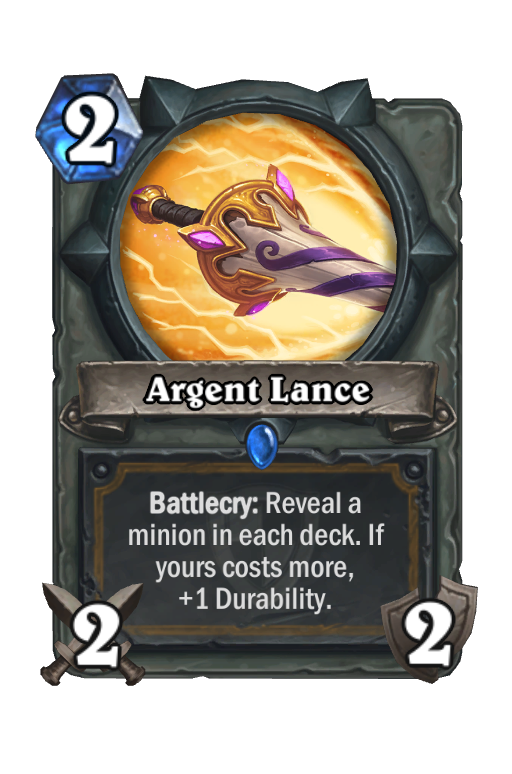 2
Argent Lance
Battlecry: Reveal a
minion in each deck. If
yours costs more,
+1 Durability.
2
2